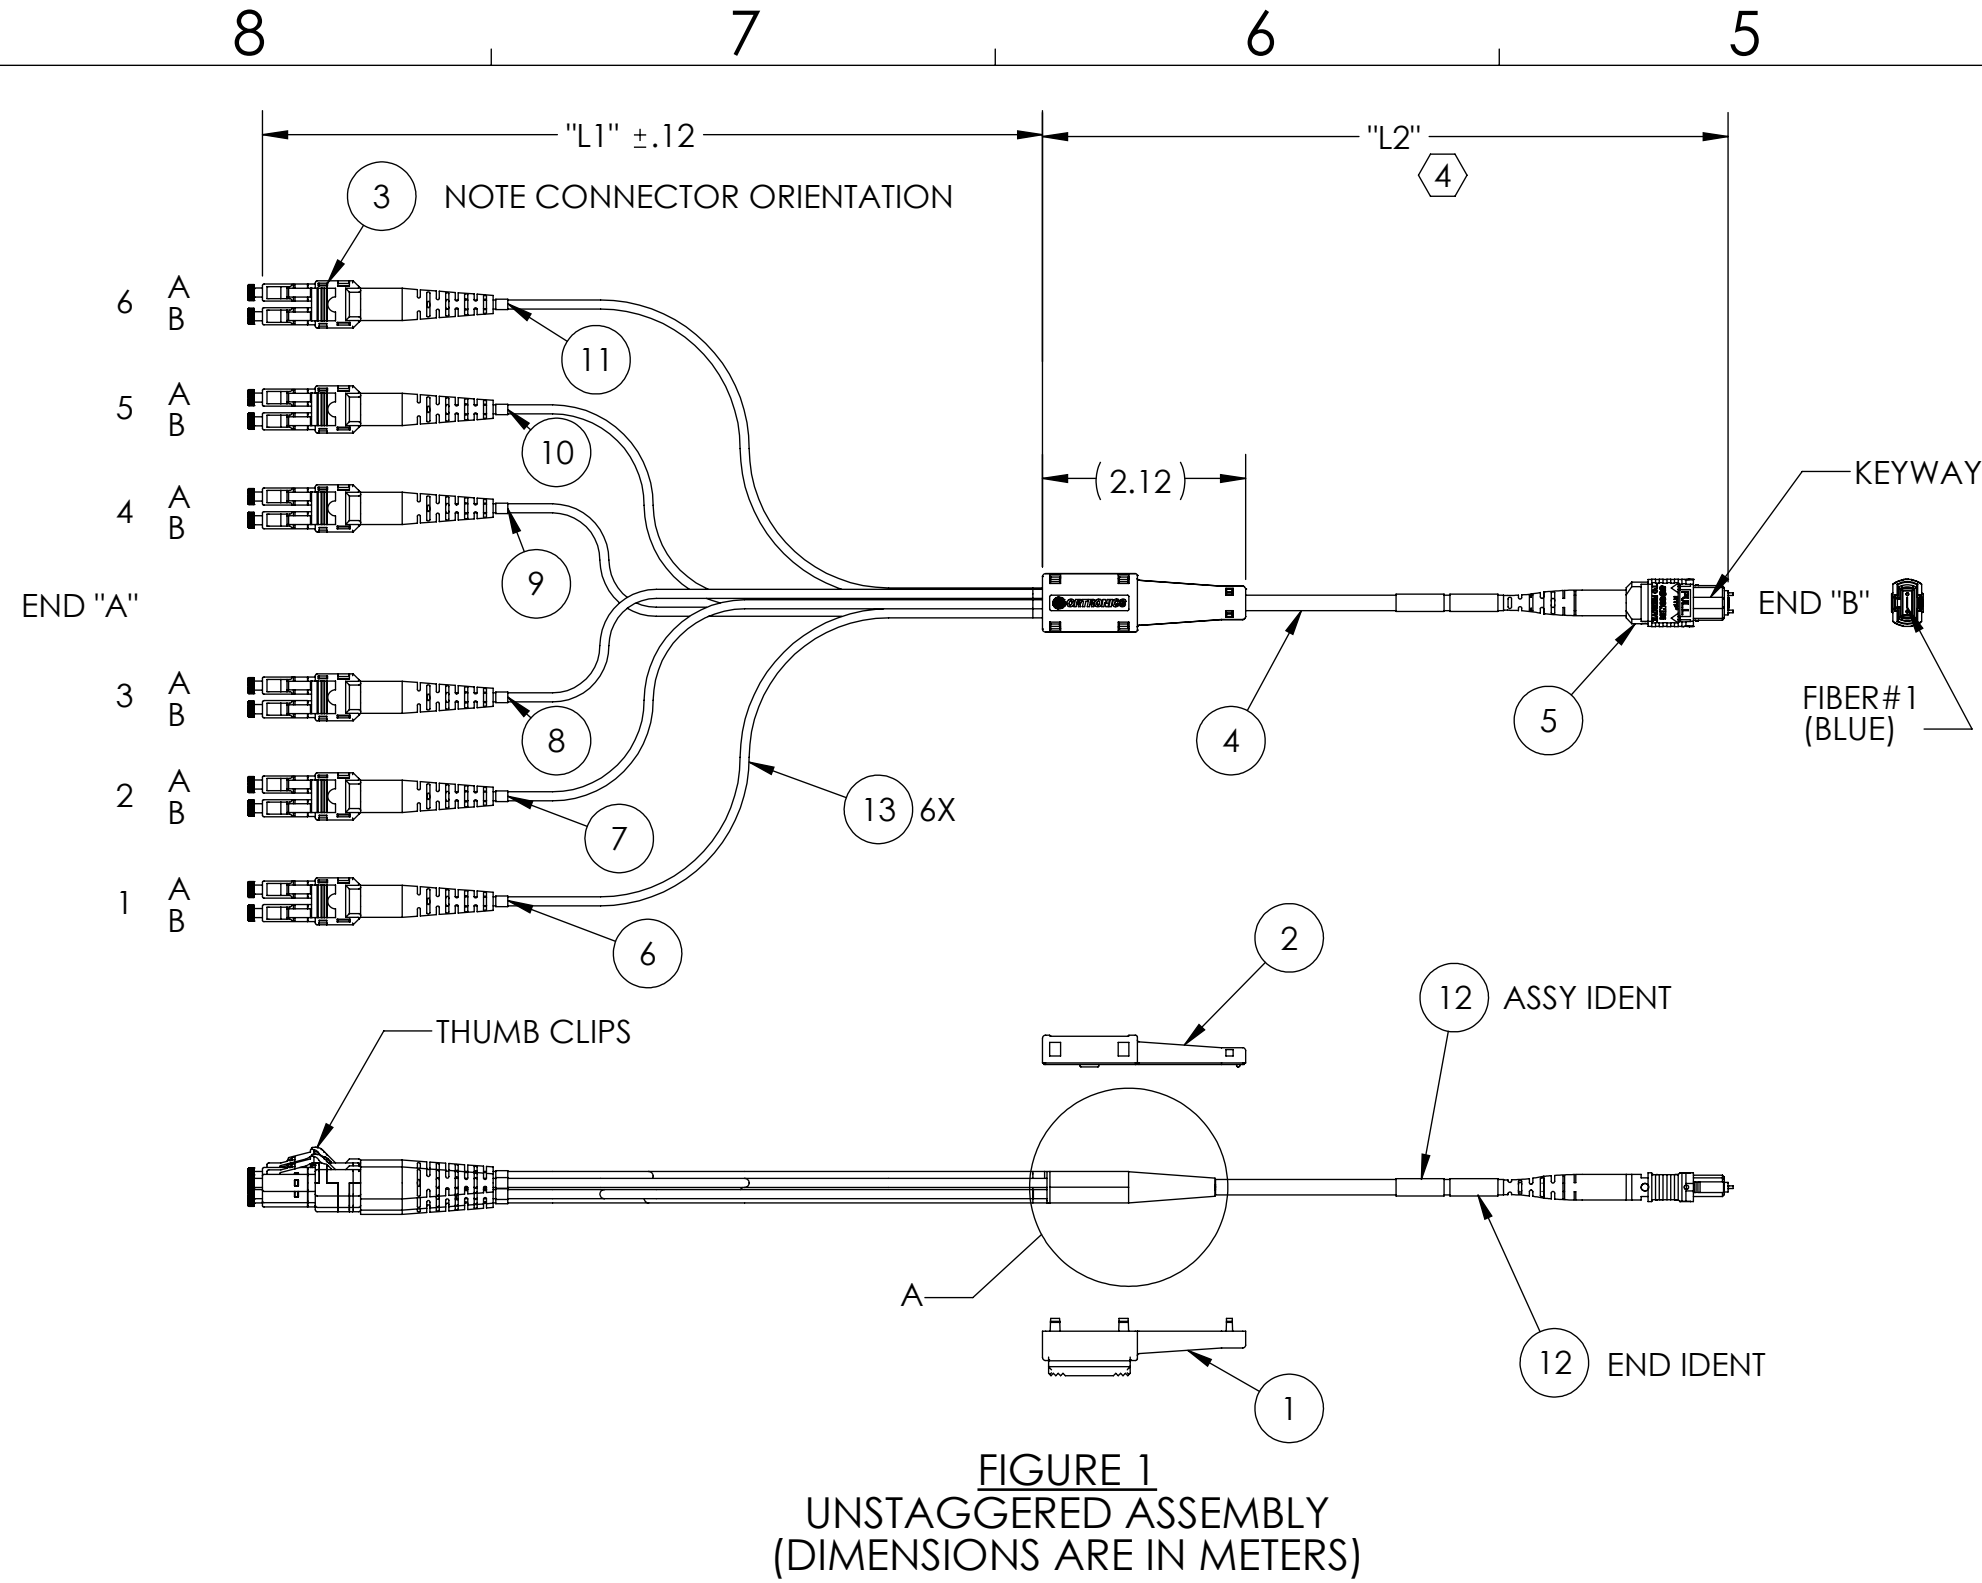 8 7 6 5
"L1" ±.12
"L2"
4
3 NOTE CONNECTOR ORIENTATION
6 A
B
11
5 A
B
10
(2.12)
KEYWAY
4 A
B
9
END "A"
ORTRONICS
PULL
END "B"
3 A
B
8
4
5
FIBER#1
(BLUE)
2 A
B
7
13 6X
1 A
B
6
2
12 ASSY IDENT
THUMB CLIPS
A
12 END IDENT
1
FIGURE 1
UNSTAGGERED ASSEMBLY
(DIMENSIONS ARE IN METERS)